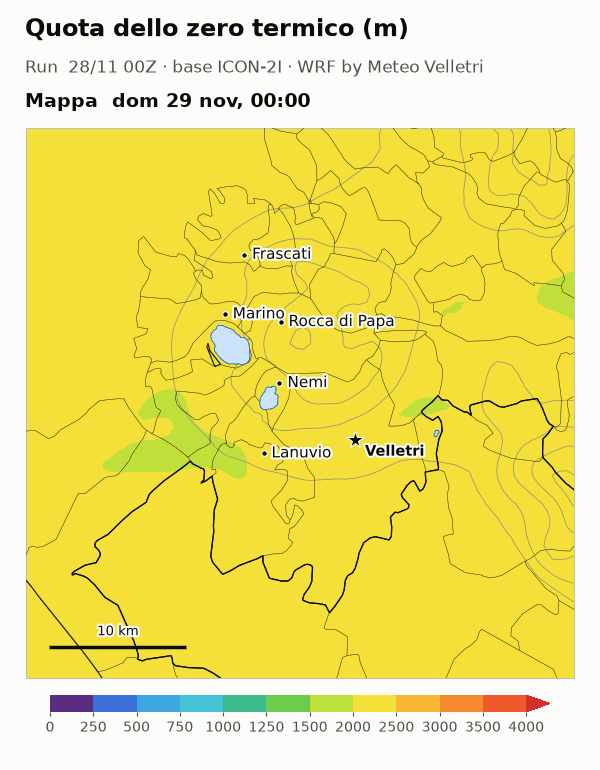 Quota dello zero termico (m)
Run  28/11 00Z · base ICON-2I · WRF by Meteo Velletri
Mappa  dom 29 nov, 00:00
Frascati
Marino
Rocca di Papa
Nemi
Lanuvio
Velletri
10 km
0 250 500 750 1000 1250 1500 2000 2500 3000 3500 4000